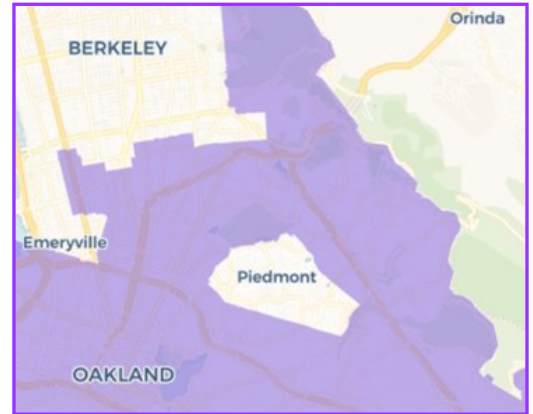 Orinda
BERKELEY
Emeryville
Piedmont
OAKLAND